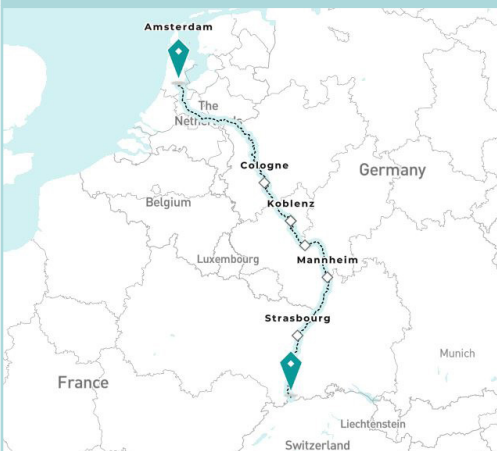 Amsterdam
The
Netherlands
Cologne
Germany
Koblenz
Belgium
Luxembourg
Mannheim
Strasbourg
Munich
France
Liechtenstein
Switzerland